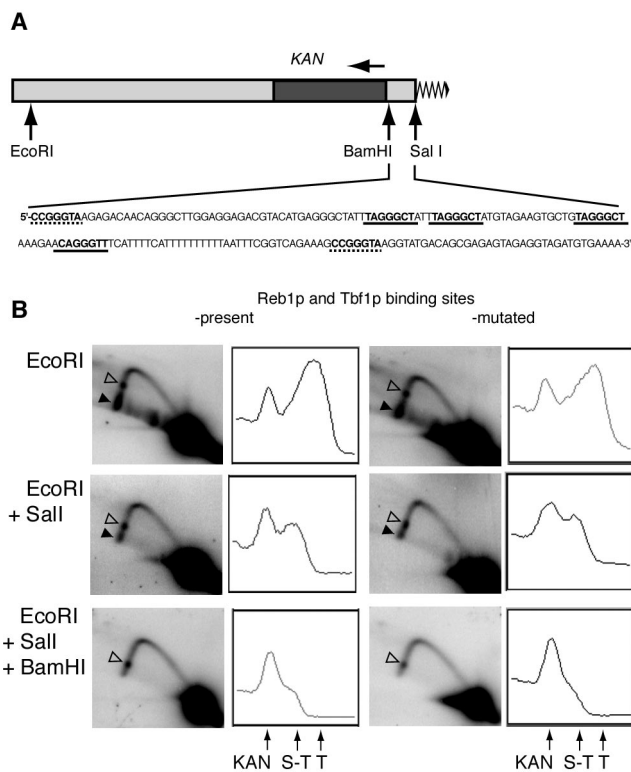 A
KAN
EcoRI BamHI Sal I
5'-CCGGGTAAGAGACAACAGGGCTTGGAGGAGACGTACATGAGGGCTATTTAGGGCTATTTAGGGCTATGTAGAAGTGCTGTAGGGCT
AAAGAACAGGGTTTCATTTTCATTTTTTTTTTTAATTTCGGTCAGAAAGCCGGGTAAGGTATGACAGCGAGAGTAGAGGTAGATGTGAAAA-3'
B
Reb1p and Tbf1p binding sites
-present -mutated
EcoRI
EcoRI
+ SalI
EcoRI
+ SalI
+ BamHI
KAN S-T T KAN S-T T